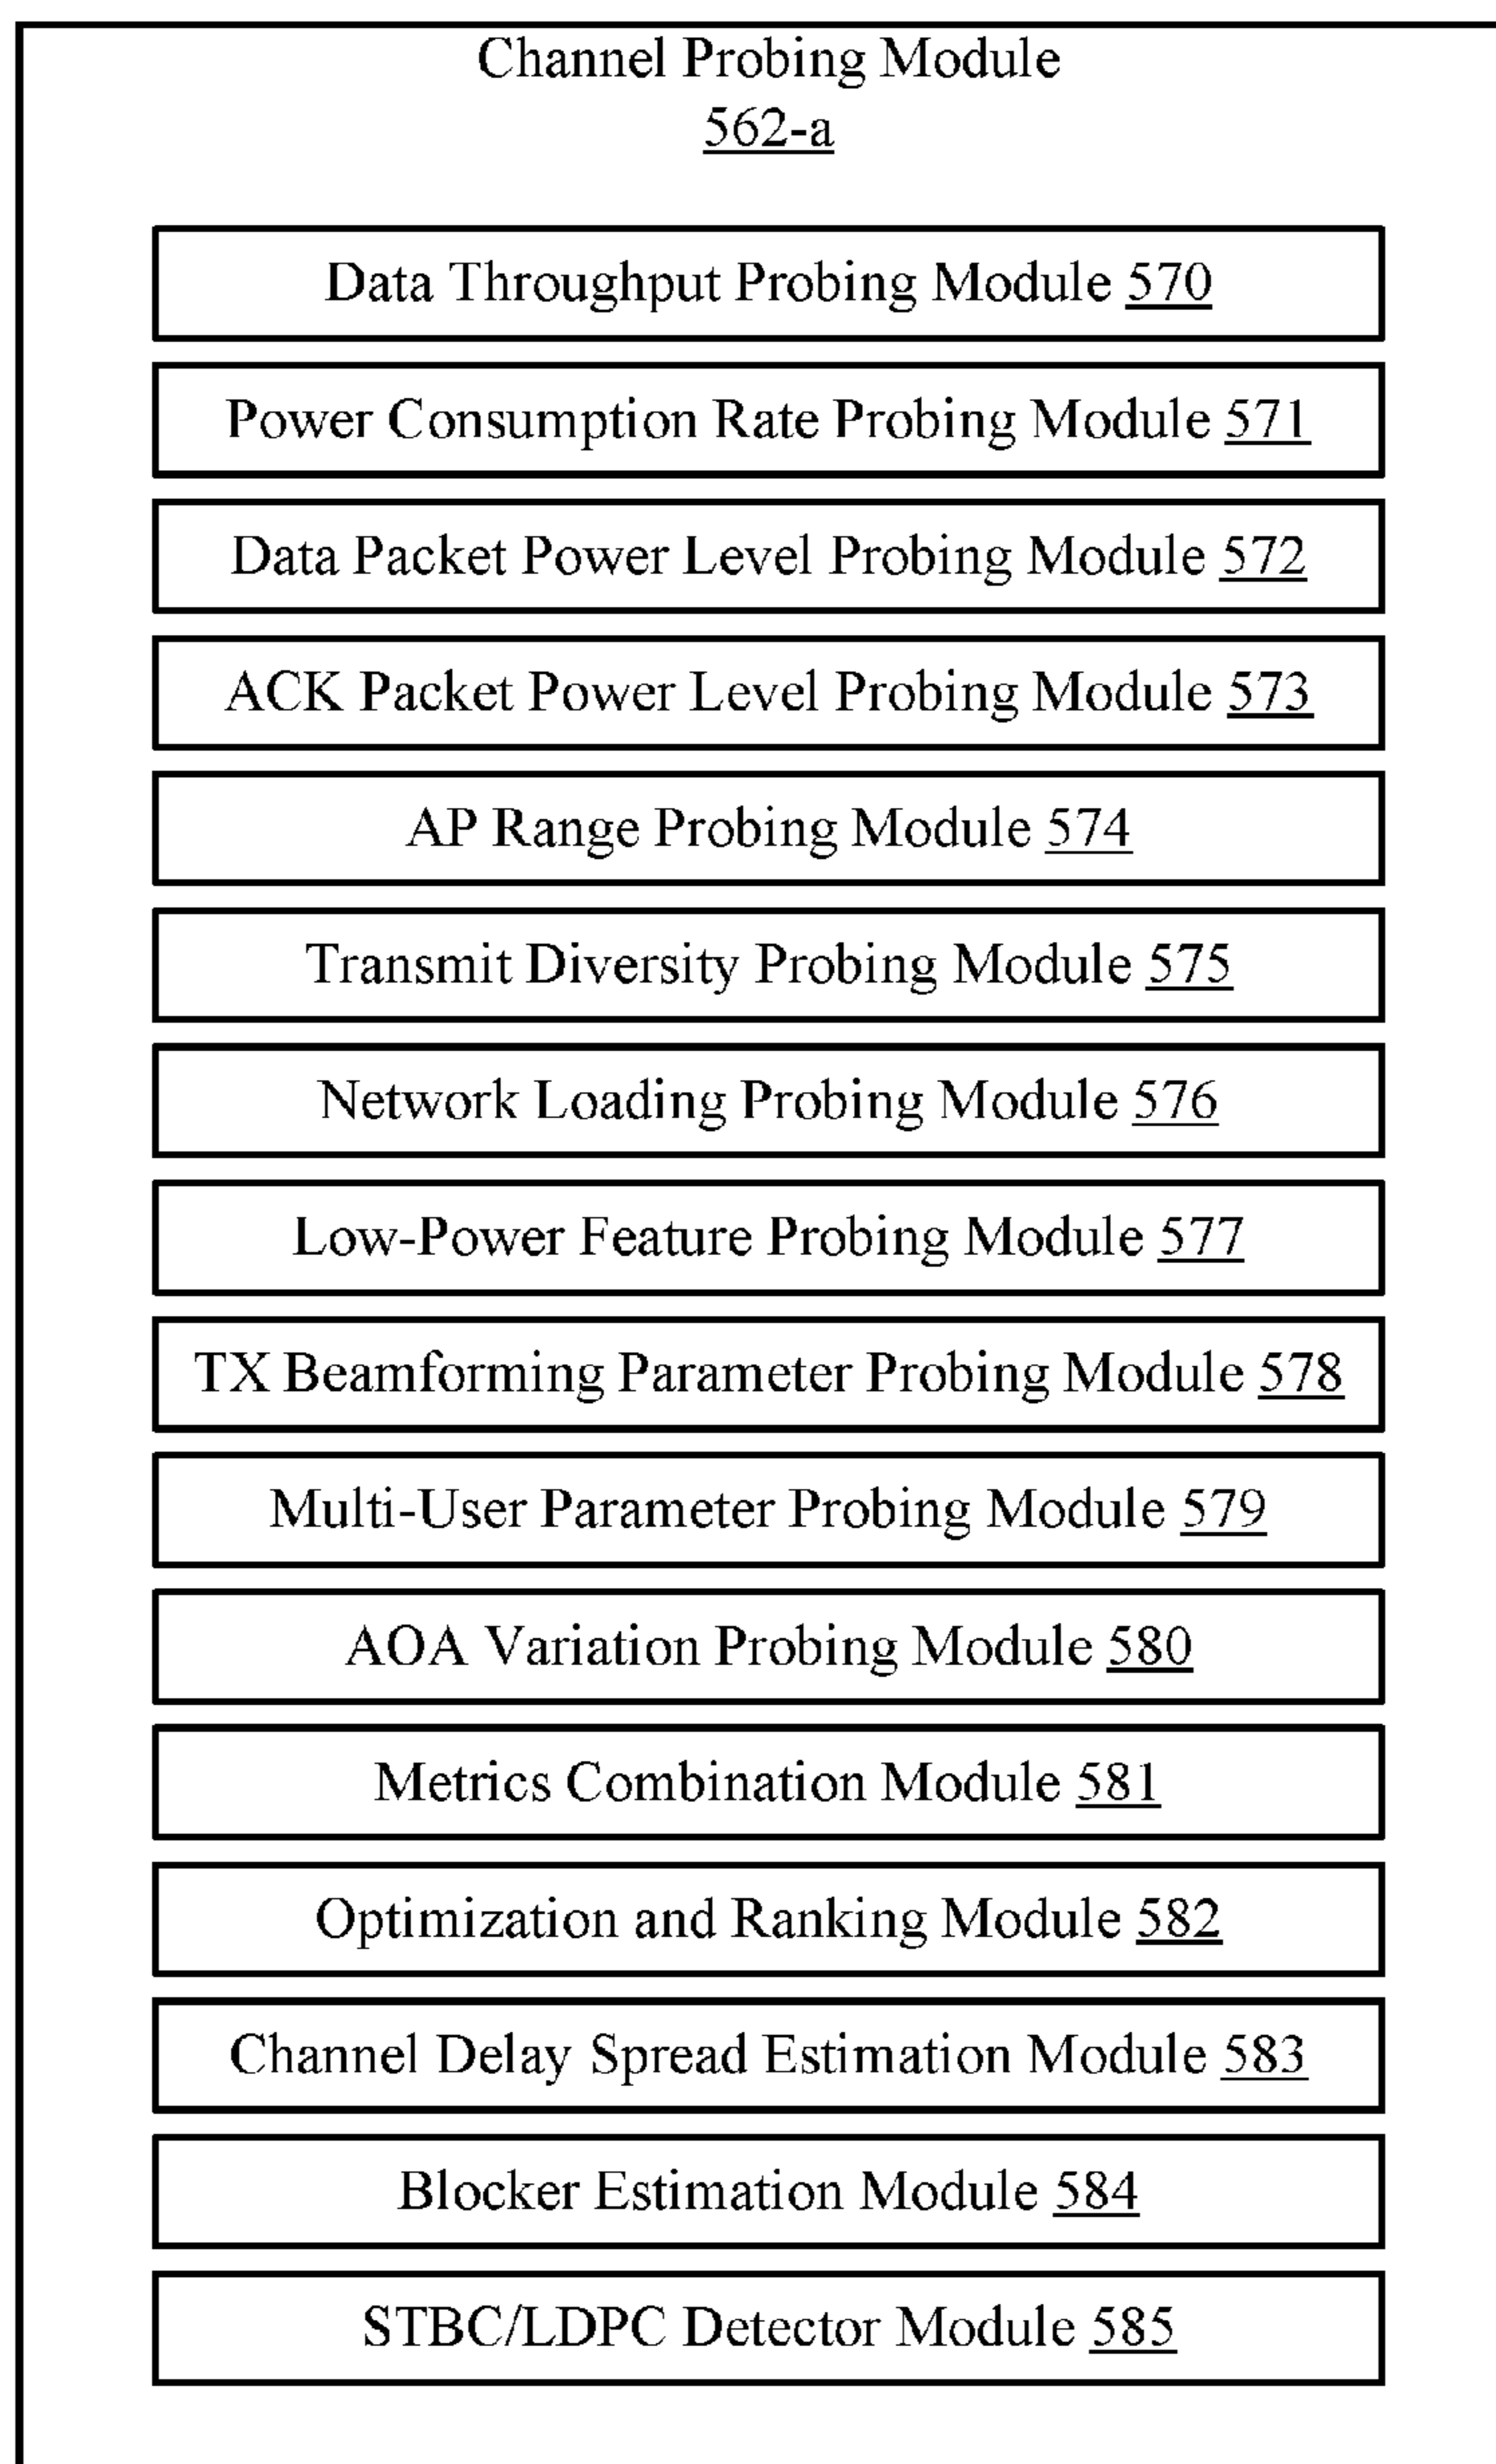 Channel Probing Module
562-a
Data Throughput Probing Module 570
Power Consumption Rate Probing Module 571
Data Packet Power Level Probing Module 572
ACK Packet Power Level Probing Module 573
AP Range Probing Module 574
Transmit Diversity Probing Module 575
Network Loading Probing Module 576
Low-Power Feature Probing Module 577
TX Beamforming Parameter Probing Module 578
Multi-User Parameter Probing Module 579
AOA Variation Probing Module 580
Metrics Combination Module 581
Optimization and Ranking Module 582
Channel Delay Spread Estimation Module 583
Blocker Estimation Module 584
STBC/LDPC Detector Module 585